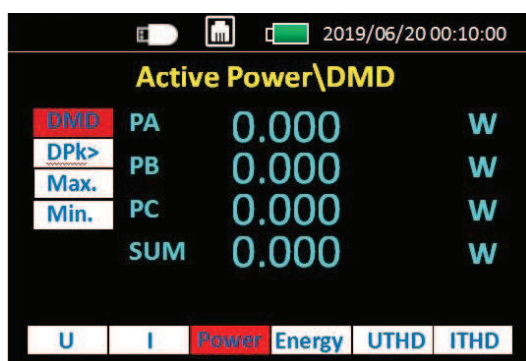 2019/06/20 00:10:00
Active Power\DMD
DMD PA 0.000 W
DPk> PB 0.000 W
Max.
Min. PC 0.000 W
SUM 0.000 W
U I Power Energy UTHD ITHD